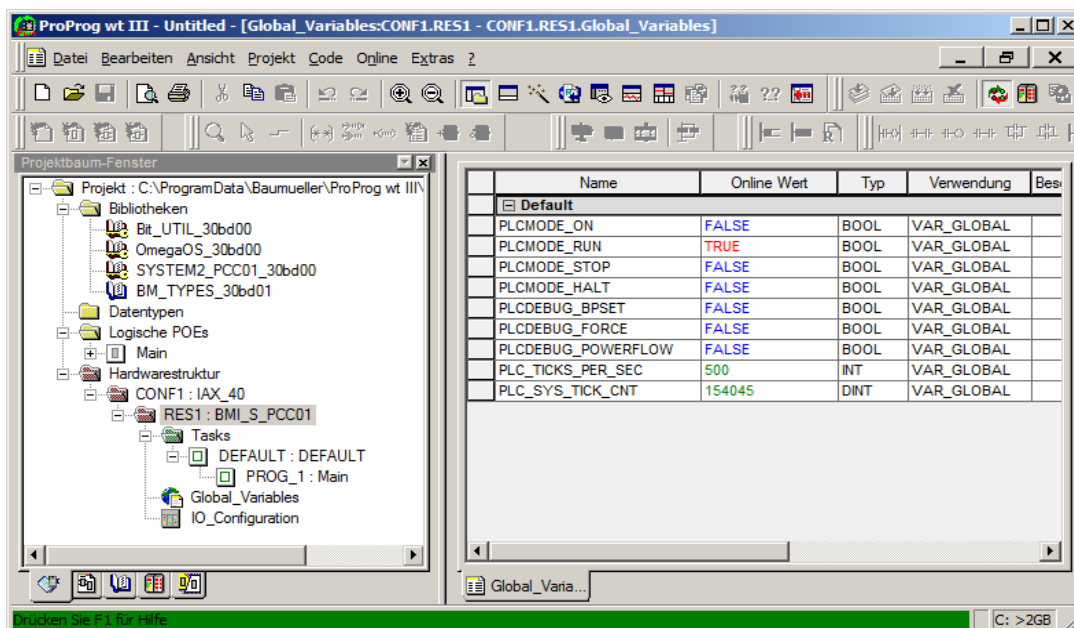 ProProg wt III - Untitled - [Global_Variables:CONF1.RES1 - CONF1.RES1.Global_Variables]
Datei Bearbeiten Ansicht Projekt Code Online Extras ?
Projektbaum-Fenster
Projekt : C:\ProgramData\Baumueller\ProProg wt III\
Bibliotheken
Bit_UTIL_30bd00
OmegaOS_30bd00
SYSTEM2_PCC01_30bd00
BM_TYPES_30bd01
Datentypen
Logische POEs
Main
Hardwarestruktur
CONF1 : IAX_40
RES1 : BMI_S_PCC01
Tasks
DEFAULT : DEFAULT
PROG_1 : Main
Global_Variables
IO_Configuration
Name Online Wert Typ Verwendung
Default
PLCMODE_ON FALSE BOOL VAR_GLOBAL
PLCMODE_RUN TRUE BOOL VAR_GLOBAL
PLCMODE_STOP FALSE BOOL VAR_GLOBAL
PLCMODE_HALT FALSE BOOL VAR_GLOBAL
PLCDEBUG_BPSET FALSE BOOL VAR_GLOBAL
PLCDEBUG_FORCE FALSE BOOL VAR_GLOBAL
PLCDEBUG_POWERFLOW FALSE BOOL VAR_GLOBAL
PLC_TICKS_PER_SEC 500 INT VAR_GLOBAL
PLC_SYS_TICK_CNT 154045 DINT VAR_GLOBAL
Global_Varia...
Drücken Sie F1 für Hilfe
C: >2GB